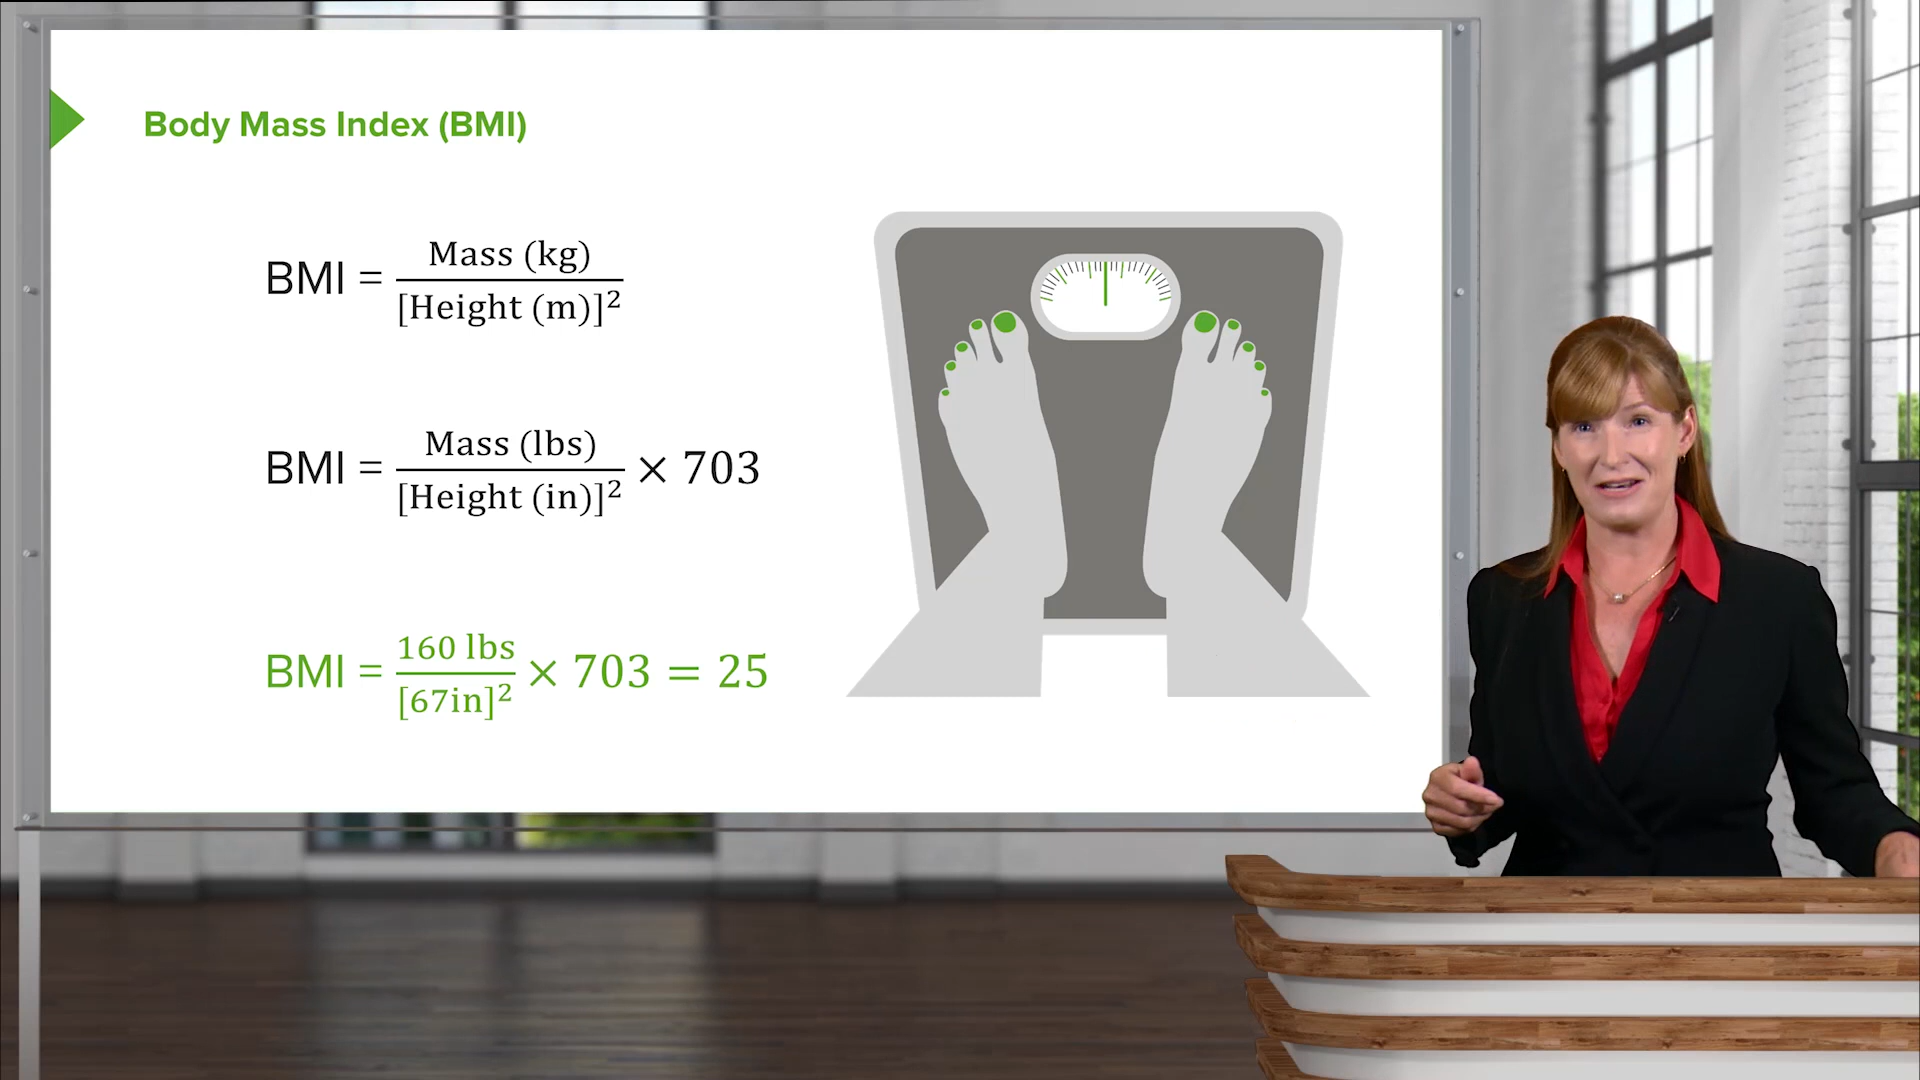 Body Mass Index (BMI)
BMI = Mass (kg) / [Height (m)]²
BMI = Mass (lbs) / [Height (in)]² × 703
BMI = 160 lbs / [67in]² × 703 = 25